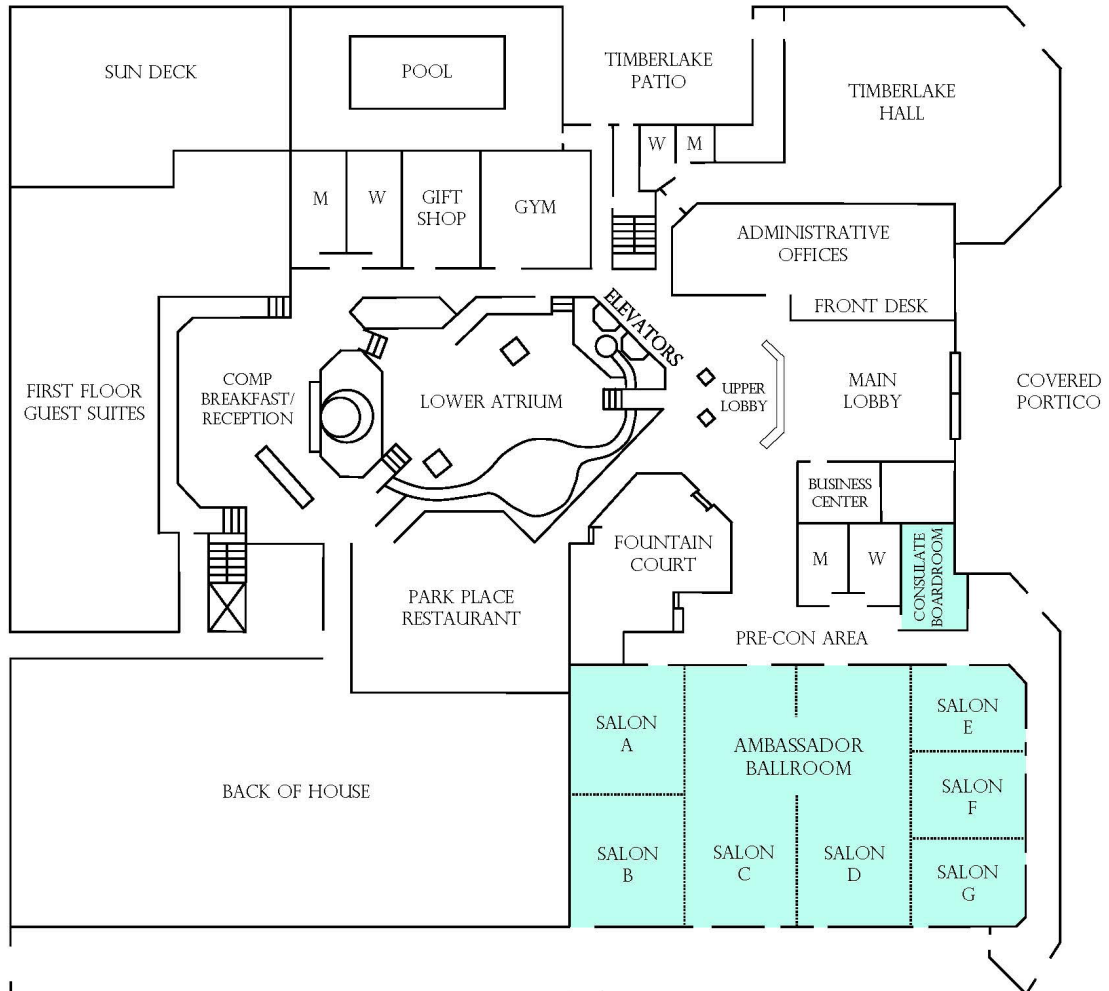 SUN DECK
POOL
TIMBERLAKE
PATIO
TIMBERLAKE
HALL
W
M
M
W
GIFT
SHOP
GYM
ADMINISTRATIVE
OFFICES
FRONT DESK
ELEVATORS
FIRST FLOOR
GUEST SUITES
COMP
BREAKFAST/
RECEPTION
LOWER ATRIUM
UPPER
LOBBY
MAIN
LOBBY
COVERED
PORTICO
BUSINESS
CENTER
FOUNTAIN
COURT
M
W
CONSULATE
BOARDROOM
PARK PLACE
RESTAURANT
PRE-CON AREA
SALON
A
AMBASSADOR
BALLROOM
SALON
E
BACK OF HOUSE
SALON
F
SALON
B
SALON
C
SALON
D
SALON
G